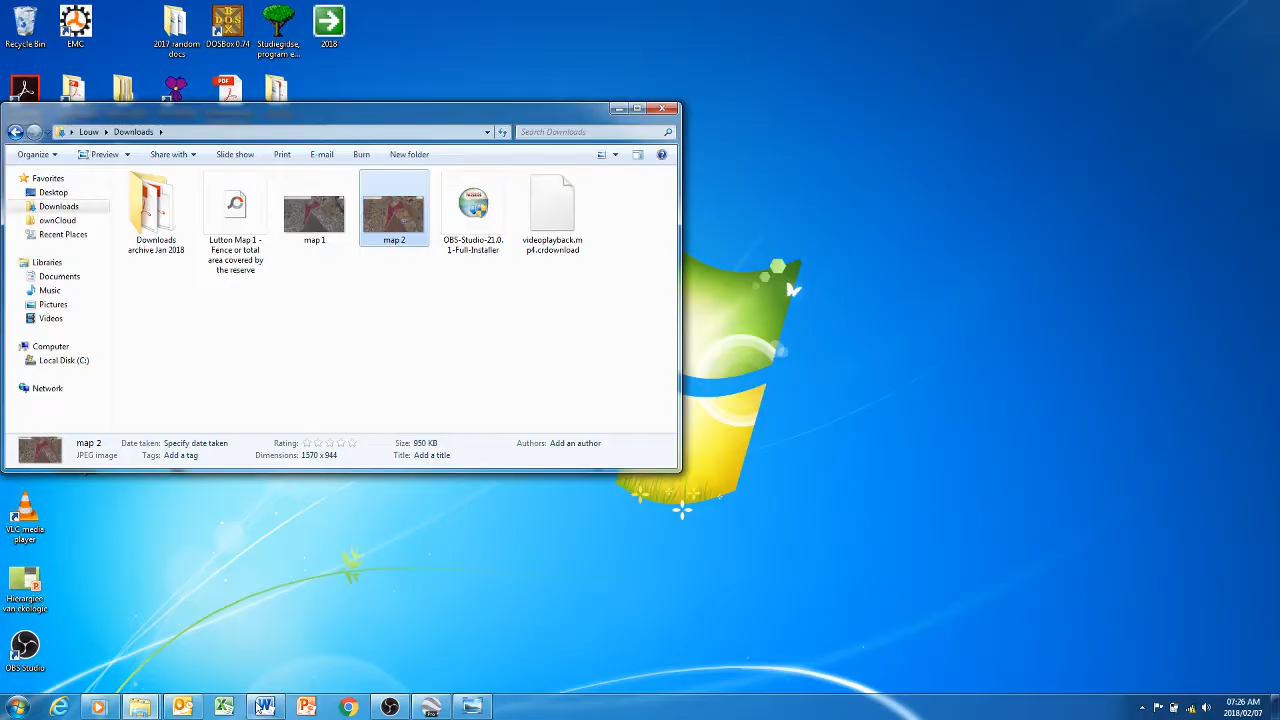 Recycle Bin
EMC
2017 random
docs
DOSBox 0.74
Studiegidse,
program e...
2018
PDF
Louw
Downloads
Search Downloads
Organize
Preview
Share with
Slide show
Print
E-mail
Burn
New folder
Favorites
Desktop
Downloads
ownCloud
Recent Places
Libraries
Documents
Music
Pictures
Videos
Computer
Local Disk (C:)
Network
Downloads
archive Jan 2018
Lutton Map 1 -
Fence or total
area covered by
the reserve
map 1
map 2
OBS-Studio-21.0.
1-Full-Installer
videoplayback.m
p4.crdownload
map 2
JPEG image
Date taken: Specify date taken
Tags: Add a tag
Rating:
Dimensions: 1570 x 944
Size: 950 KB
Title: Add a title
Authors: Add an author
VLC media
player
Hierargieë
van ekologie
OBS Studio
Pro
07:26 AM
2018/02/07